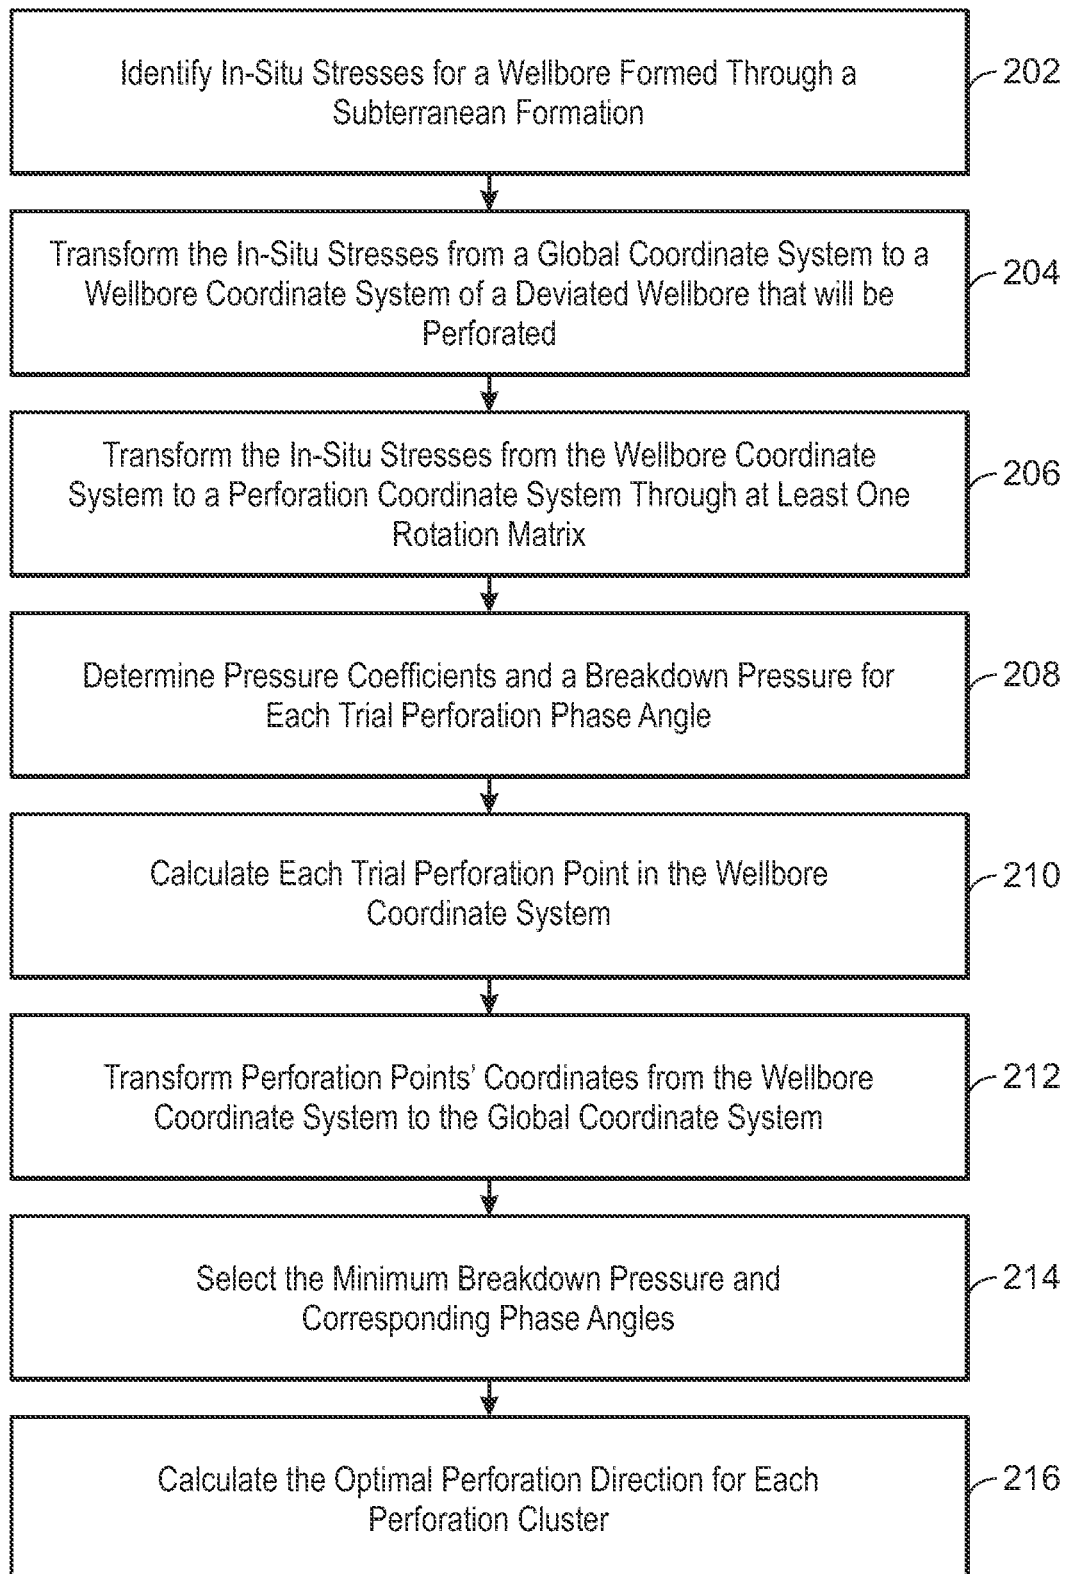 Identify In-Situ Stresses for a Wellbore Formed Through a
Subterranean Formation
202
Transform the In-Situ Stresses from a Global Coordinate System to a
Wellbore Coordinate System of a Deviated Wellbore that will be
Perforated
204
Transform the In-Situ Stresses from the Wellbore Coordinate
System to a Perforation Coordinate System Through at Least One
Rotation Matrix
206
Determine Pressure Coefficients and a Breakdown Pressure for
Each Trial Perforation Phase Angle
208
Calculate Each Trial Perforation Point in the Wellbore
Coordinate System
210
Transform Perforation Points' Coordinates from the Wellbore
Coordinate System to the Global Coordinate System
212
Select the Minimum Breakdown Pressure and
Corresponding Phase Angles
214
Calculate the Optimal Perforation Direction for Each
Perforation Cluster
216